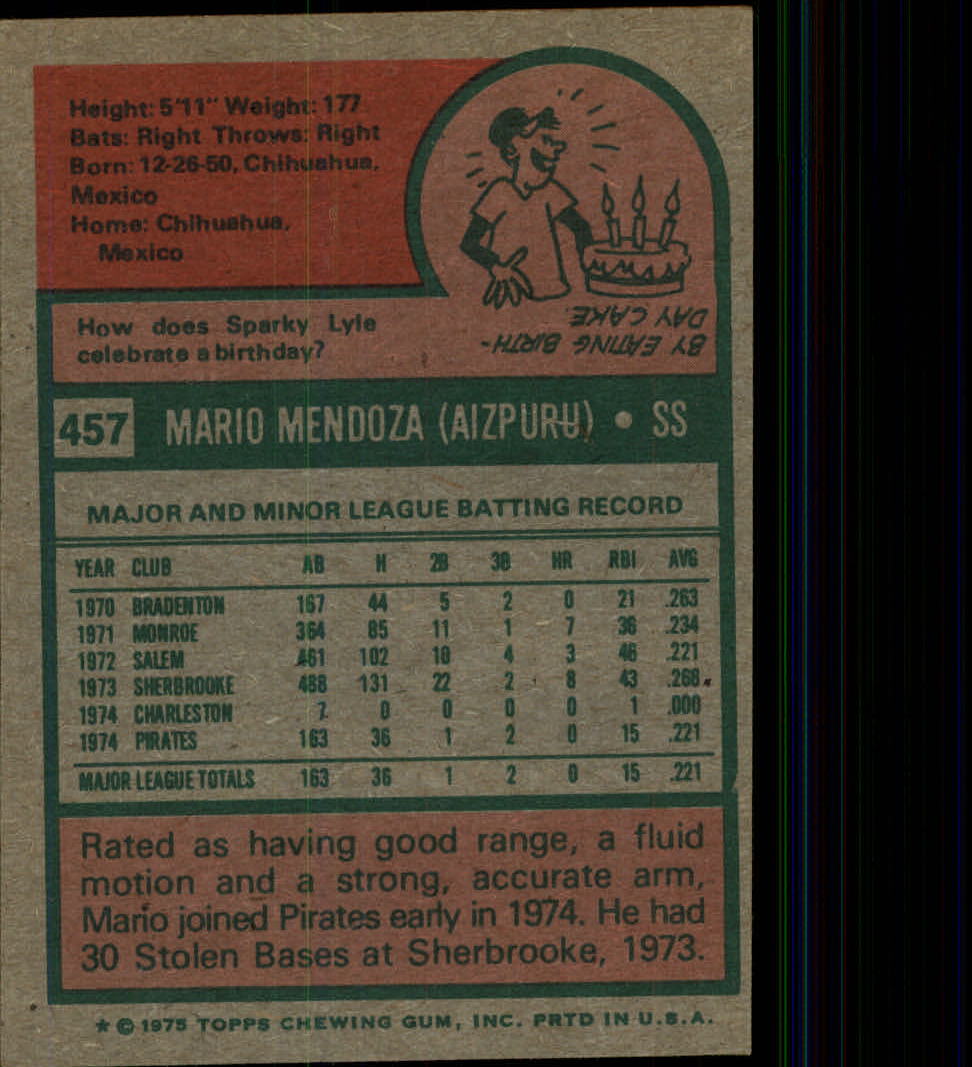 Height: 5'11" Weight: 177
Bats: Right Throws: Right
Born: 12-26-50, Chihuahua,
Mexico
Home: Chihuahua,
Mexico
How does Sparky Lyle
celebrate a birthday?
BY EATING BIRTH-
DAY CAKE.
457 MARIO MENDOZA (AIZPURU) • SS
MAJOR AND MINOR LEAGUE BATTING RECORD
YEAR CLUB AB H 2B 3B HR RBI AVG
1970 BRADENTON 167 44 5 2 0 21 .263
1971 MONROE 364 85 11 1 7 36 .234
1972 SALEM 461 102 18 4 3 46 .221
1973 SHERBROOKE 488 131 22 2 8 43 .268
1974 CHARLESTON 7 0 0 0 0 1 .000
1974 PIRATES 163 36 1 2 0 15 .221
MAJOR LEAGUE TOTALS 163 36 1 2 0 15 .221
Rated as having good range, a fluid
motion and a strong, accurate arm,
Mario joined Pirates early in 1974. He had
30 Stolen Bases at Sherbrooke, 1973.
* © 1975 TOPPS CHEWING GUM, INC. PRTD IN U.S.A.